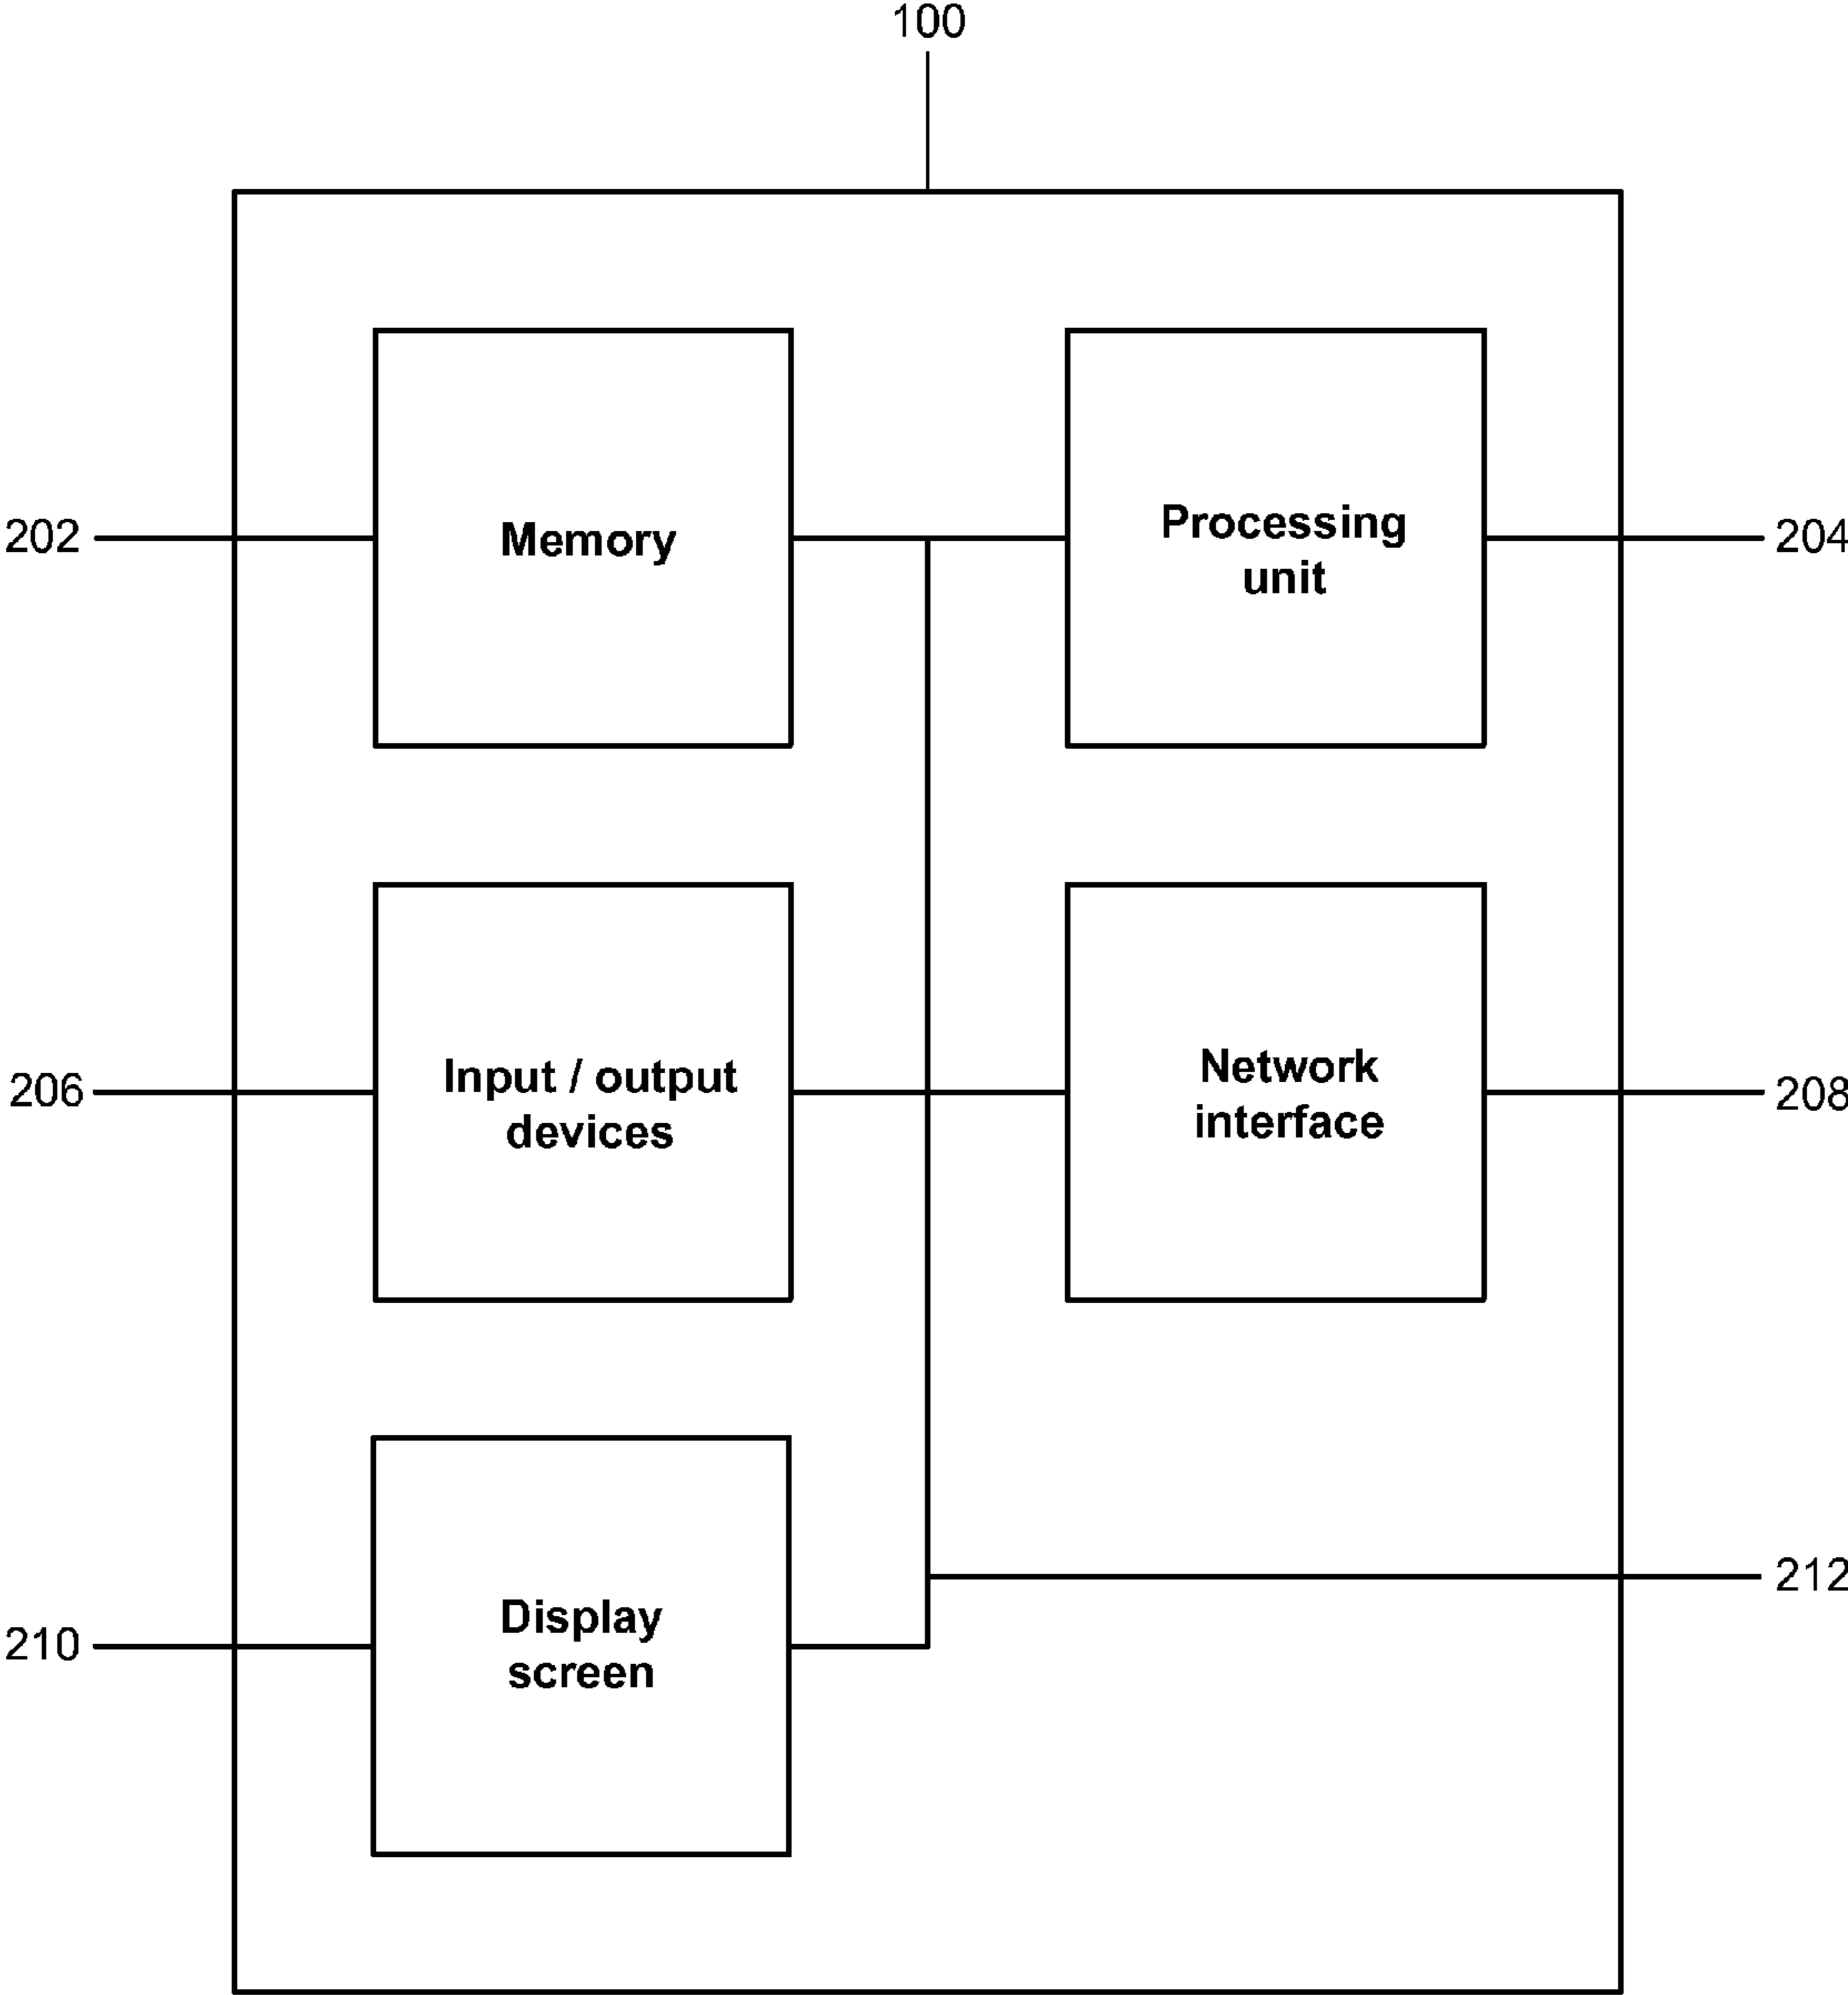 100
202
Memory
Processing
unit
204
206
Input / output
devices
Network
interface
208
210
Display
screen
212